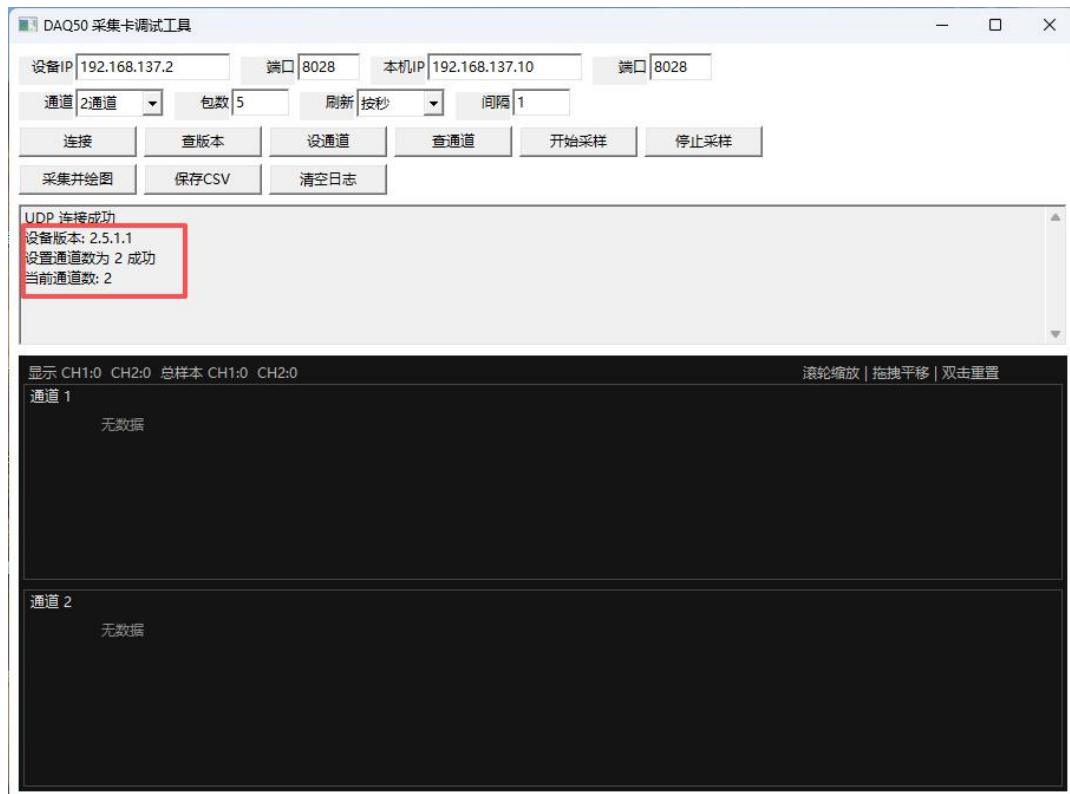 DAQ50 采集卡调试工具
设备IP 192.168.137.2 端口 8028 本机IP 192.168.137.10 端口 8028
通道 2通道 包数 5 刷新 按秒 间隔 1
连接 查版本 设通道 查通道 开始采样 停止采样
采集并绘图 保存CSV 清空日志
UDP 连接成功
设备版本: 2.5.1.1
设置通道数为 2 成功
当前通道数: 2
显示 CH1:0 CH2:0 总样本 CH1:0 CH2:0 滚轮缩放 | 拖拽平移 | 双击重置
通道 1
无数据
通道 2
无数据